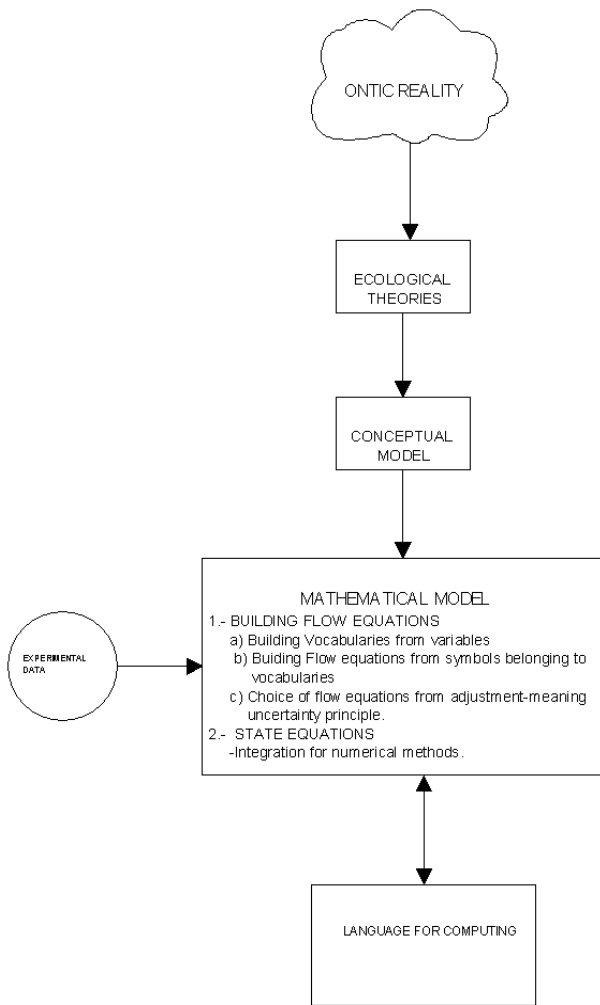 ONTIC REALITY
ECOLOGICAL
THEORIES
CONCEPTUAL
MODEL
MATHEMATICAL MODEL
1.- BUILDING FLOW EQUATIONS
a) Building Vocabularies from variables
b) Buiding Flow equations from symbols belonging to
vocabularies
c) Choice of flow equations from adjustment-meaning
uncertainty principle.
2.- STATE EQUATIONS
-Integration for numerical methods.
EXPERIMENTAL
DATA
LANGUAGE FOR COMPUTING